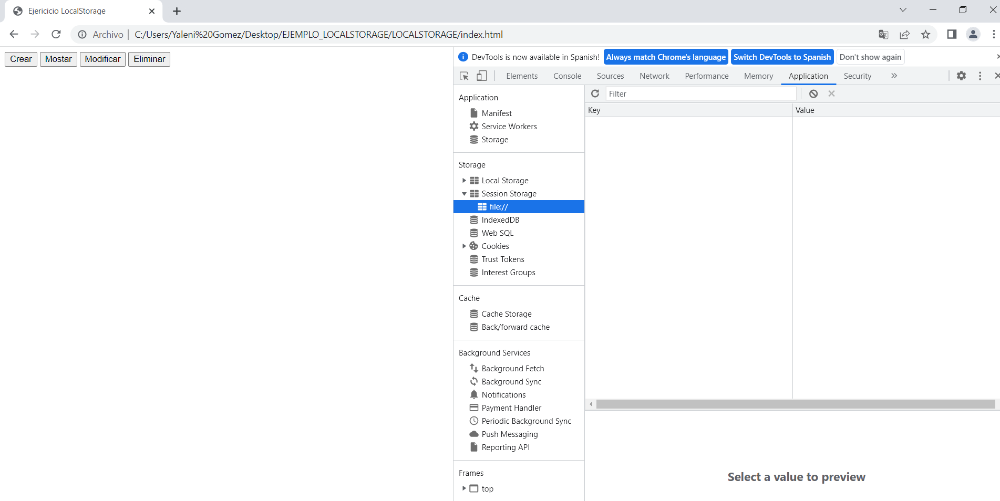 Ejericicio LocalStorage
Archivo | C:/Users/Yaleni%20Gomez/Desktop/EJEMPLO_LOCALSTORAGE/LOCALSTORAGE/index.html
Crear Mostar Modificar Eliminar
DevTools is now available in Spanish! Always match Chrome's language Switch DevTools to Spanish Don't show again
Elements Console Sources Network Performance Memory Application Security
Application
Manifest
Service Workers
Storage
Storage
Local Storage
Session Storage
file://
IndexedDB
Web SQL
Cookies
Trust Tokens
Interest Groups
Cache
Cache Storage
Back/forward cache
Background Services
Background Fetch
Background Sync
Notifications
Payment Handler
Periodic Background Sync
Push Messaging
Reporting API
Frames
top
Filter
Key Value
Select a value to preview